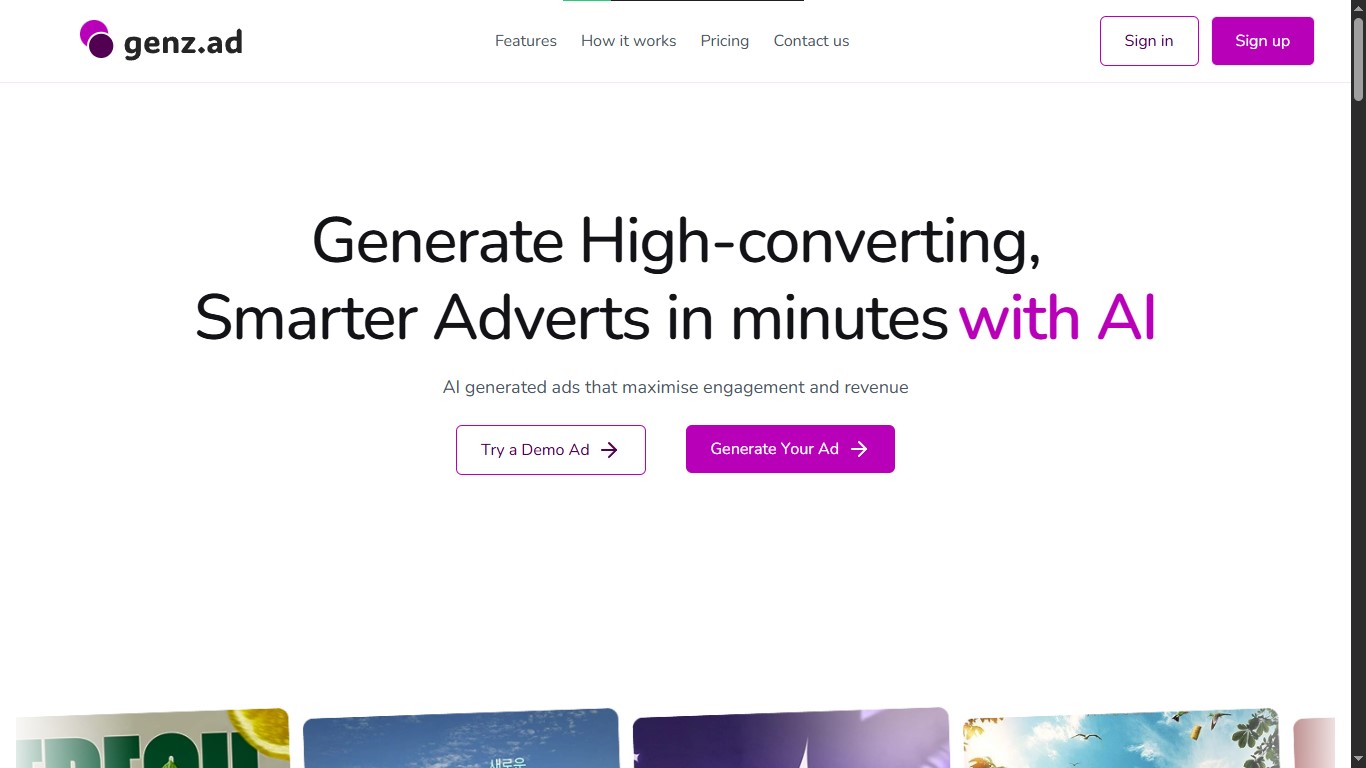 genz.ad
Features
How it works
Pricing
Contact us
Sign in
Sign up
Generate High-converting,
Smarter Adverts in minutes with AI
AI generated ads that maximise engagement and revenue
Try a Demo Ad
Generate Your Ad
새로운